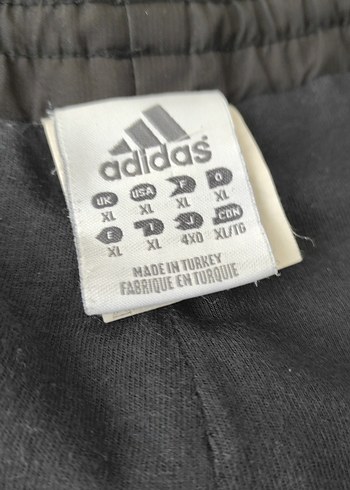 adidas
UK USA F D
XL XL XL XL
E I J CDN
XL XL 4XO XL/TG
MADE IN TURKEY
FABRIQUE EN TURQUIE